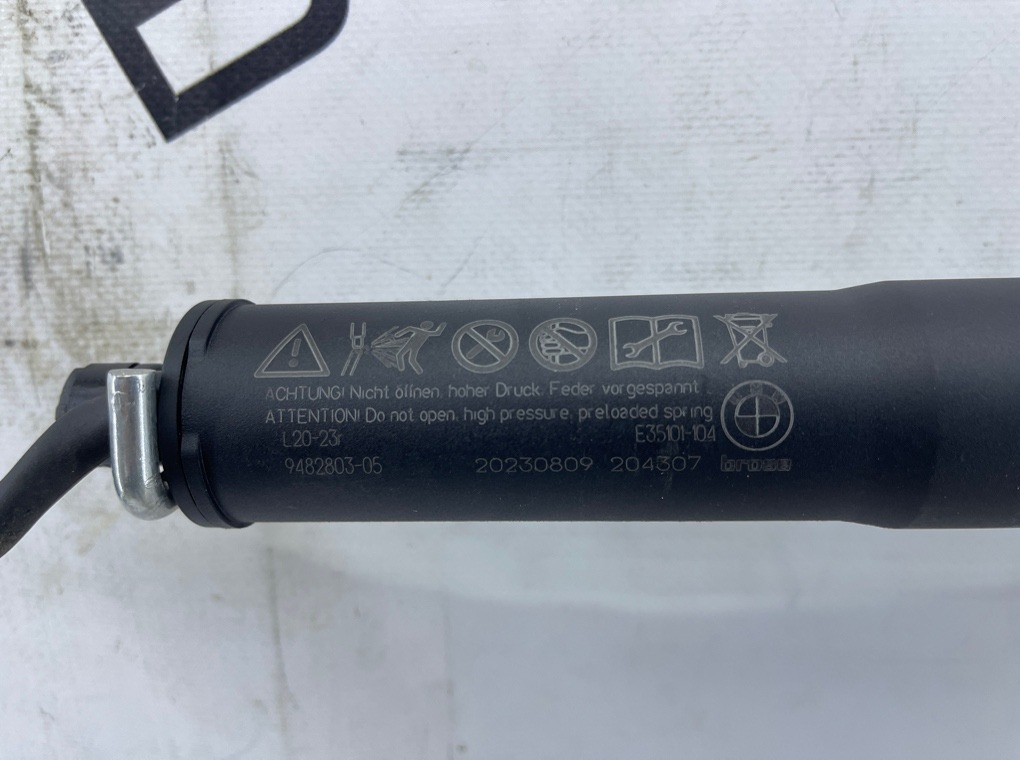 ACHTUNG! Nicht öffnen, hoher Druck. Feder vorgespannt
ATTENTION! Do not open, high pressure, preloaded spring
L20-23r E35101-104
9482803-05 20230809 204307 brose